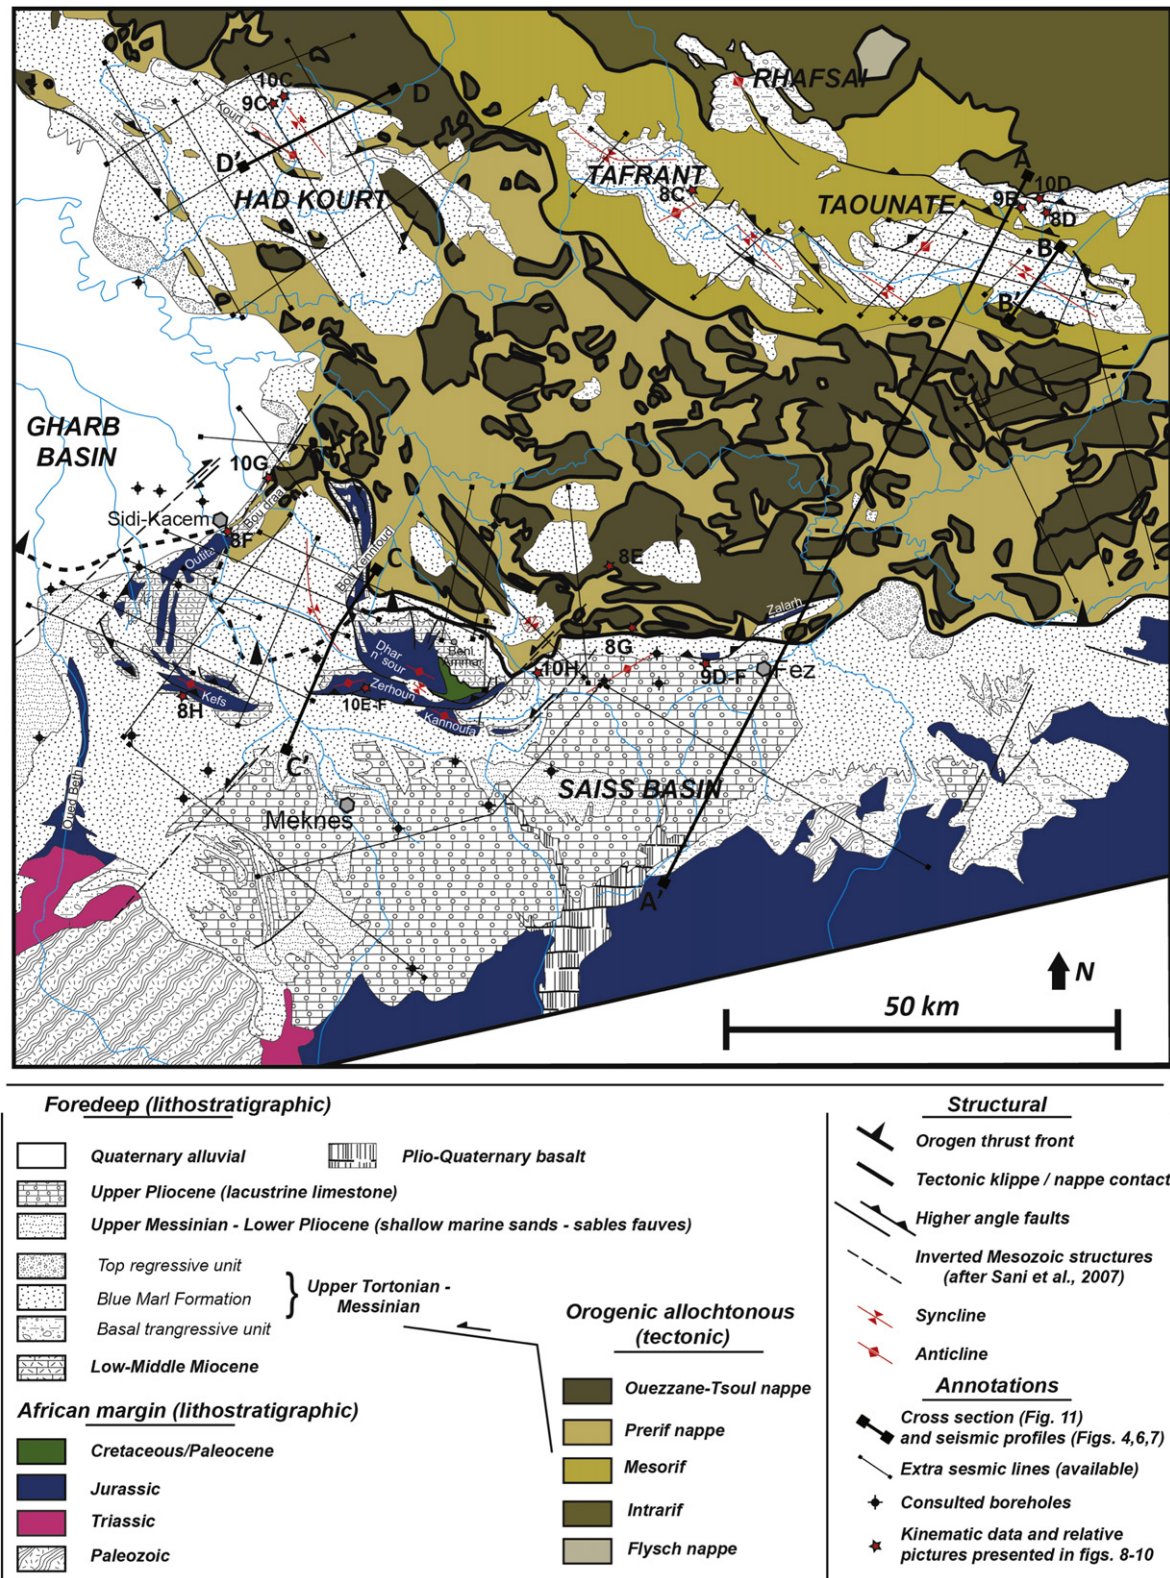 10C
9C
Kourt
D
D'
HAD KOURT
RHAFSAI
TAFRANT
8C
TAOUNATE
A
10D
9E
8D
B
B'
GHARB
BASIN
10G
Sidi-Kacem
8F
Bou Draa
Outita
Bou Kantoud
C
8E
Zalarh
8G
Dhar
n' sour
Behl.
Ammar
10H
9D-F
Fez
Zerhoun
10E-F
Kannoufa
Kefs
8H
C'
Oued Beth
Meknes
SAISS BASIN
A'
N
50 km
Foredeep (lithostratigraphic)
Quaternary alluvial
Plio-Quaternary basalt
Upper Pliocene (lacustrine limestone)
Upper Messinian - Lower Pliocene (shallow marine sands - sables fauves)
Top regressive unit
Blue Marl Formation
Basal trangressive unit
} Upper Tortonian -
Messinian
Low-Middle Miocene
African margin (lithostratigraphic)
Cretaceous/Paleocene
Jurassic
Triassic
Paleozoic
Orogenic allochtonous
(tectonic)
Ouezzane-Tsoul nappe
Prerif nappe
Mesorif
Intrarif
Flysch nappe
Structural
Orogen thrust front
Tectonic klippe / nappe contact
Higher angle faults
Inverted Mesozoic structures
(after Sani et al., 2007)
Syncline
Anticline
Annotations
Cross section (Fig. 11)
and seismic profiles (Figs. 4,6,7)
Extra sesmic lines (available)
Consulted boreholes
Kinematic data and relative
pictures presented in figs. 8-10